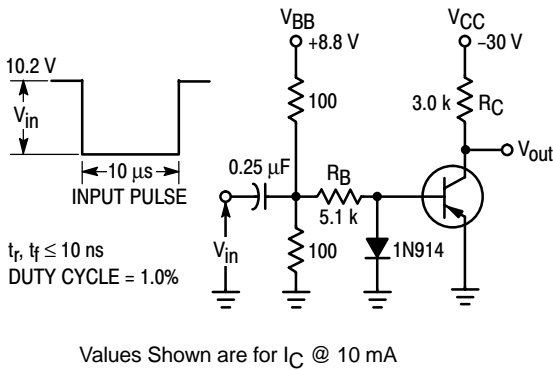 V_BB
+8.8 V
V_CC
−30 V
10.2 V
V_in
100
3.0 k
R_C
V_out
10 μs
INPUT PULSE
0.25 μF
R_B
5.1 k
V_in
100
1N914
t_r, t_f ≤ 10 ns
DUTY CYCLE = 1.0%
Values Shown are for I_C @ 10 mA